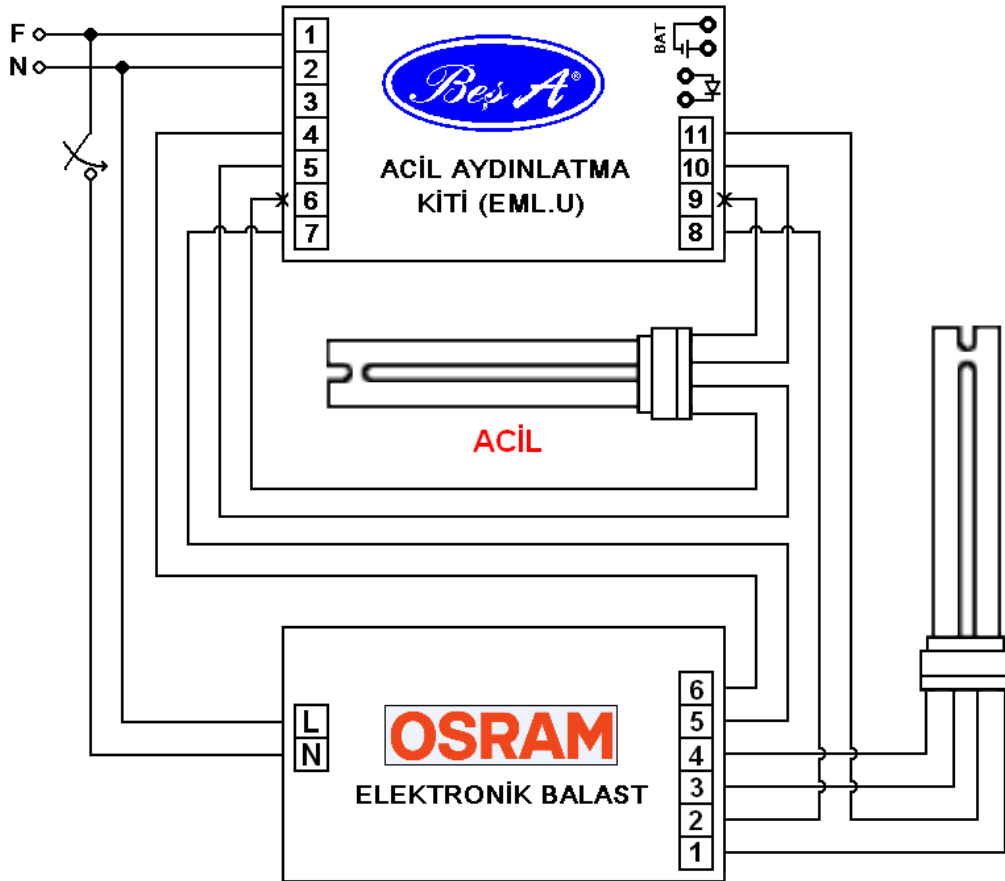 F
N
1
2
3
4
5
6
7
Beş A®
ACİL AYDINLATMA
KİTİ (EML.U)
BAT
11
10
9
8
ACİL
L
N
OSRAM
ELEKTRONİK BALAST
6
5
4
3
2
1